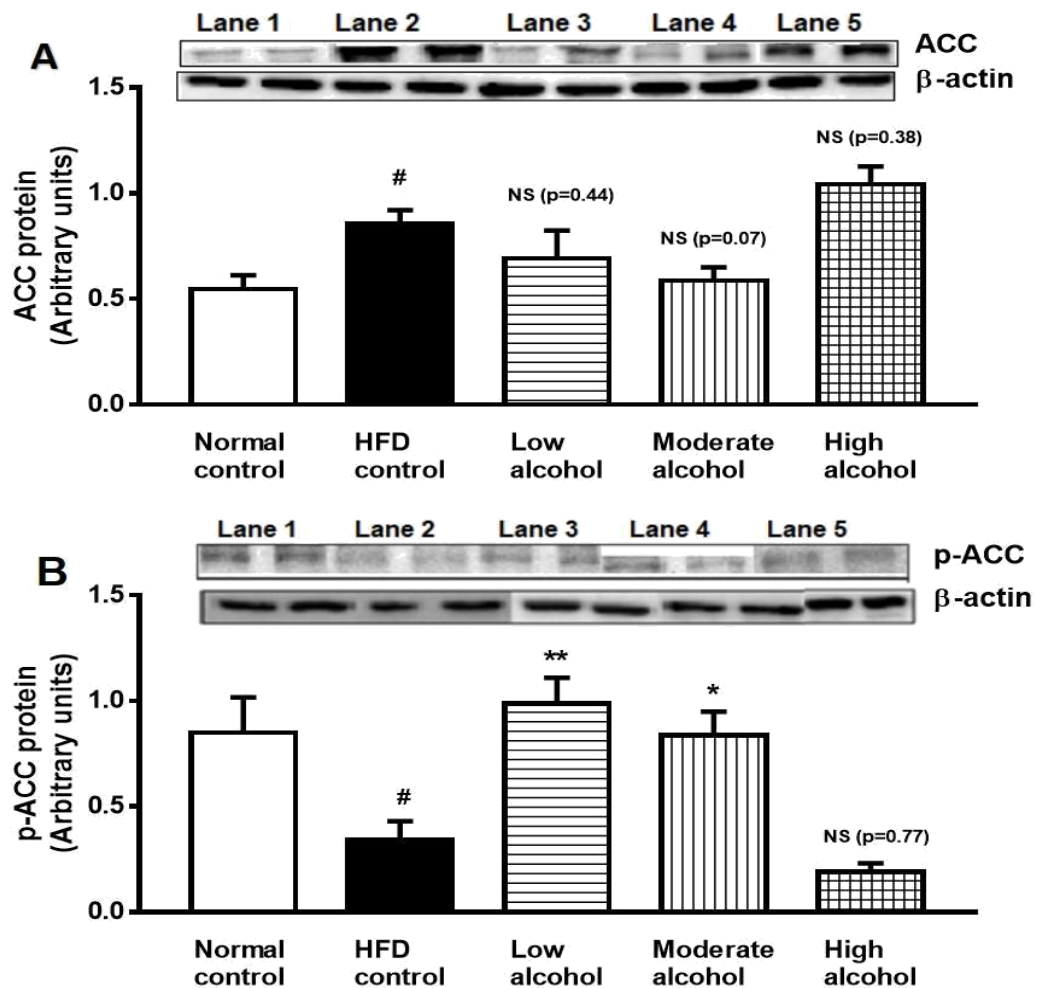 Lane 1 Lane 2 Lane 3 Lane 4 Lane 5
A
ACC
β-actin
ACC protein
(Arbitrary units)
1.5
1.0
0.5
0.0
#
NS (p=0.44)
NS (p=0.07)
NS (p=0.38)
Normal control
HFD control
Low alcohol
Moderate alcohol
High alcohol
Lane 1 Lane 2 Lane 3 Lane 4 Lane 5
B
p-ACC
β-actin
p-ACC protein
(Arbitrary units)
1.5
1.0
0.5
0.0
#
**
*
NS (p=0.77)
Normal control
HFD control
Low alcohol
Moderate alcohol
High alcohol